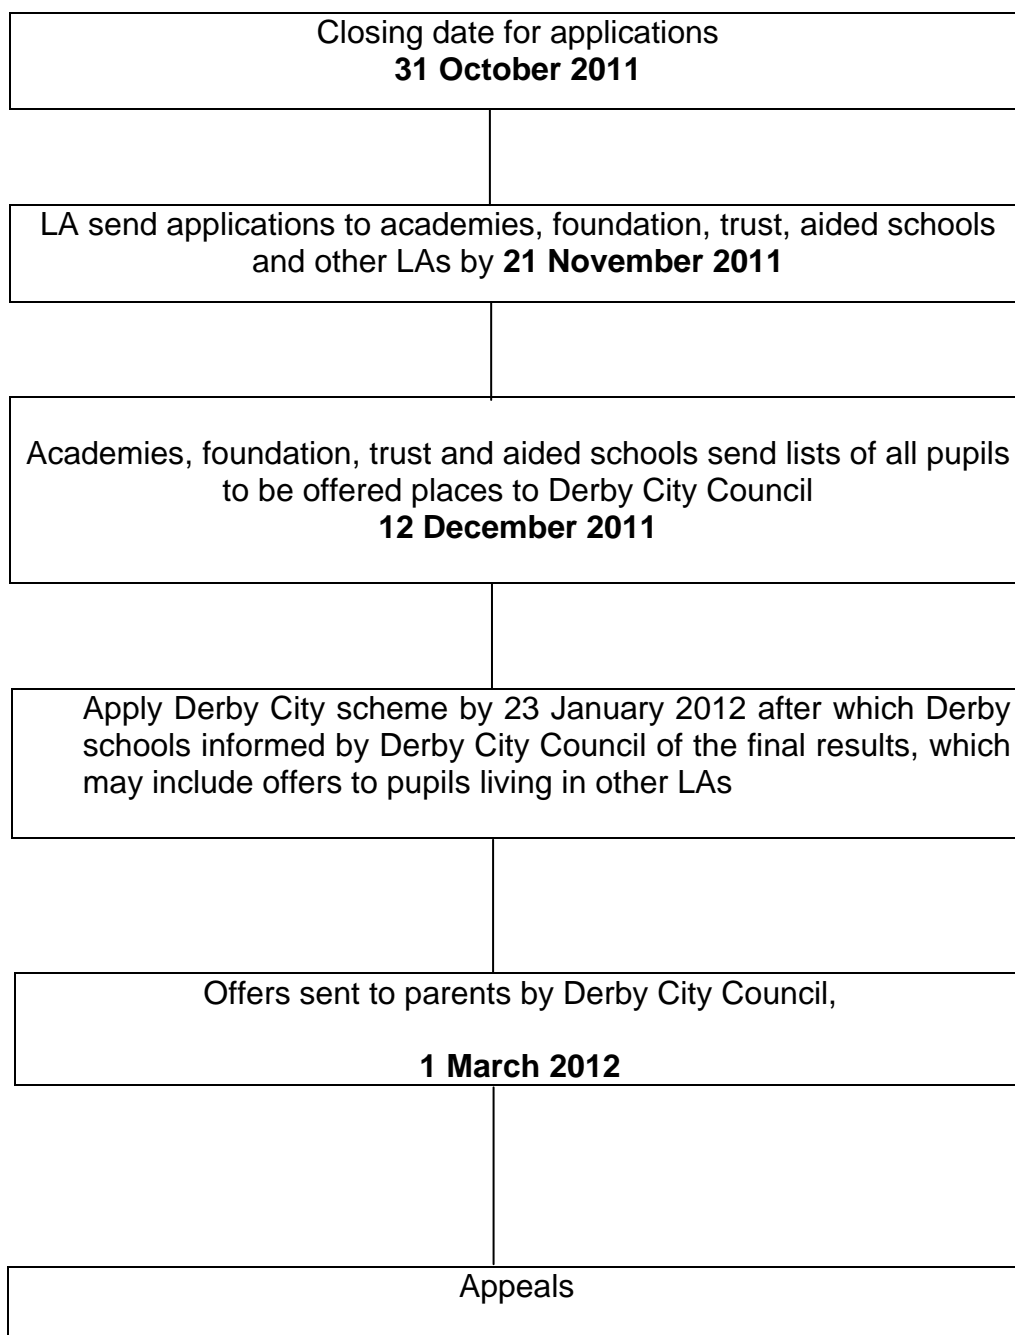 Closing date for applications
31 October 2011
LA send applications to academies, foundation, trust, aided schools
and other LAs by 21 November 2011
Academies, foundation, trust and aided schools send lists of all pupils
to be offered places to Derby City Council
12 December 2011
Apply Derby City scheme by 23 January 2012 after which Derby
schools informed by Derby City Council of the final results, which
may include offers to pupils living in other LAs
Offers sent to parents by Derby City Council,
1 March 2012
Appeals